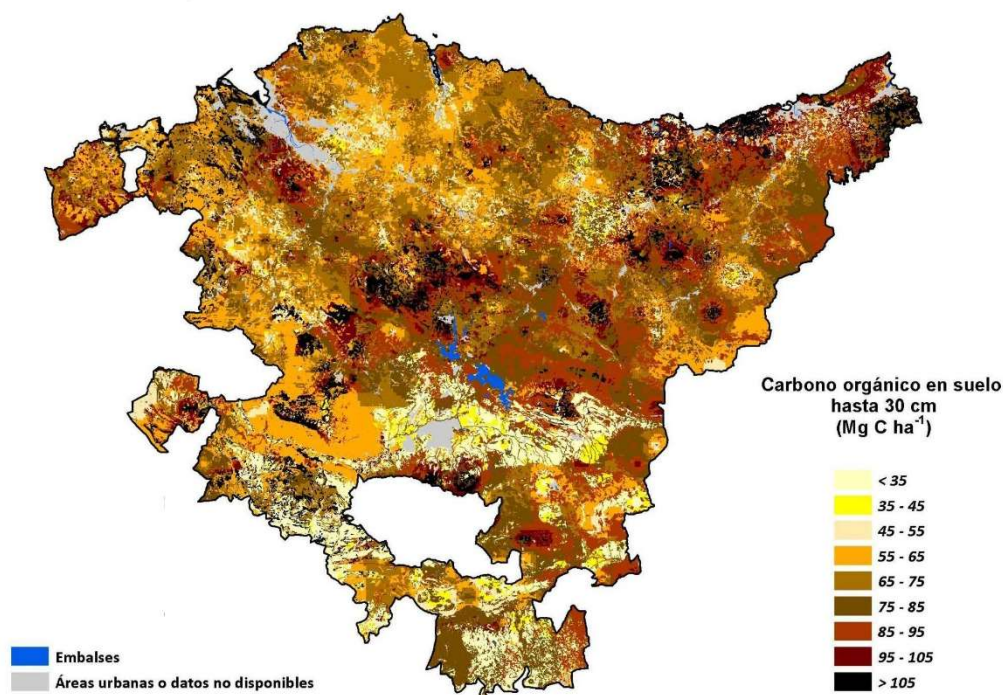 Carbono orgánico en suelo
hasta 30 cm
(Mg C ha⁻¹)
< 35
35 - 45
45 - 55
55 - 65
65 - 75
75 - 85
85 - 95
95 - 105
> 105
Embalses
Áreas urbanas o datos no disponibles